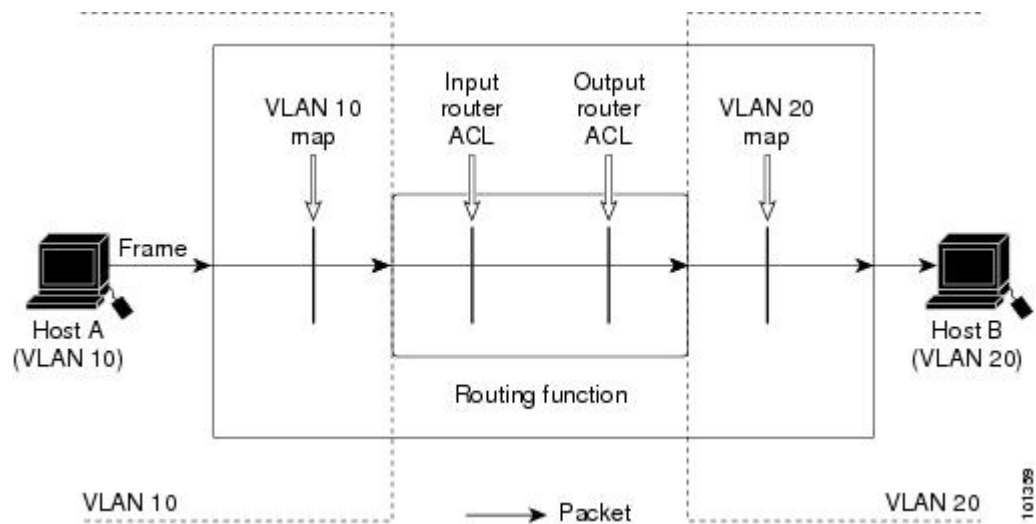 VLAN 10
map
Input
router
ACL
Output
router
ACL
VLAN 20
map
Frame
Host A
(VLAN 10)
Host B
(VLAN 20)
Routing function
VLAN 10
Packet
VLAN 20
101359